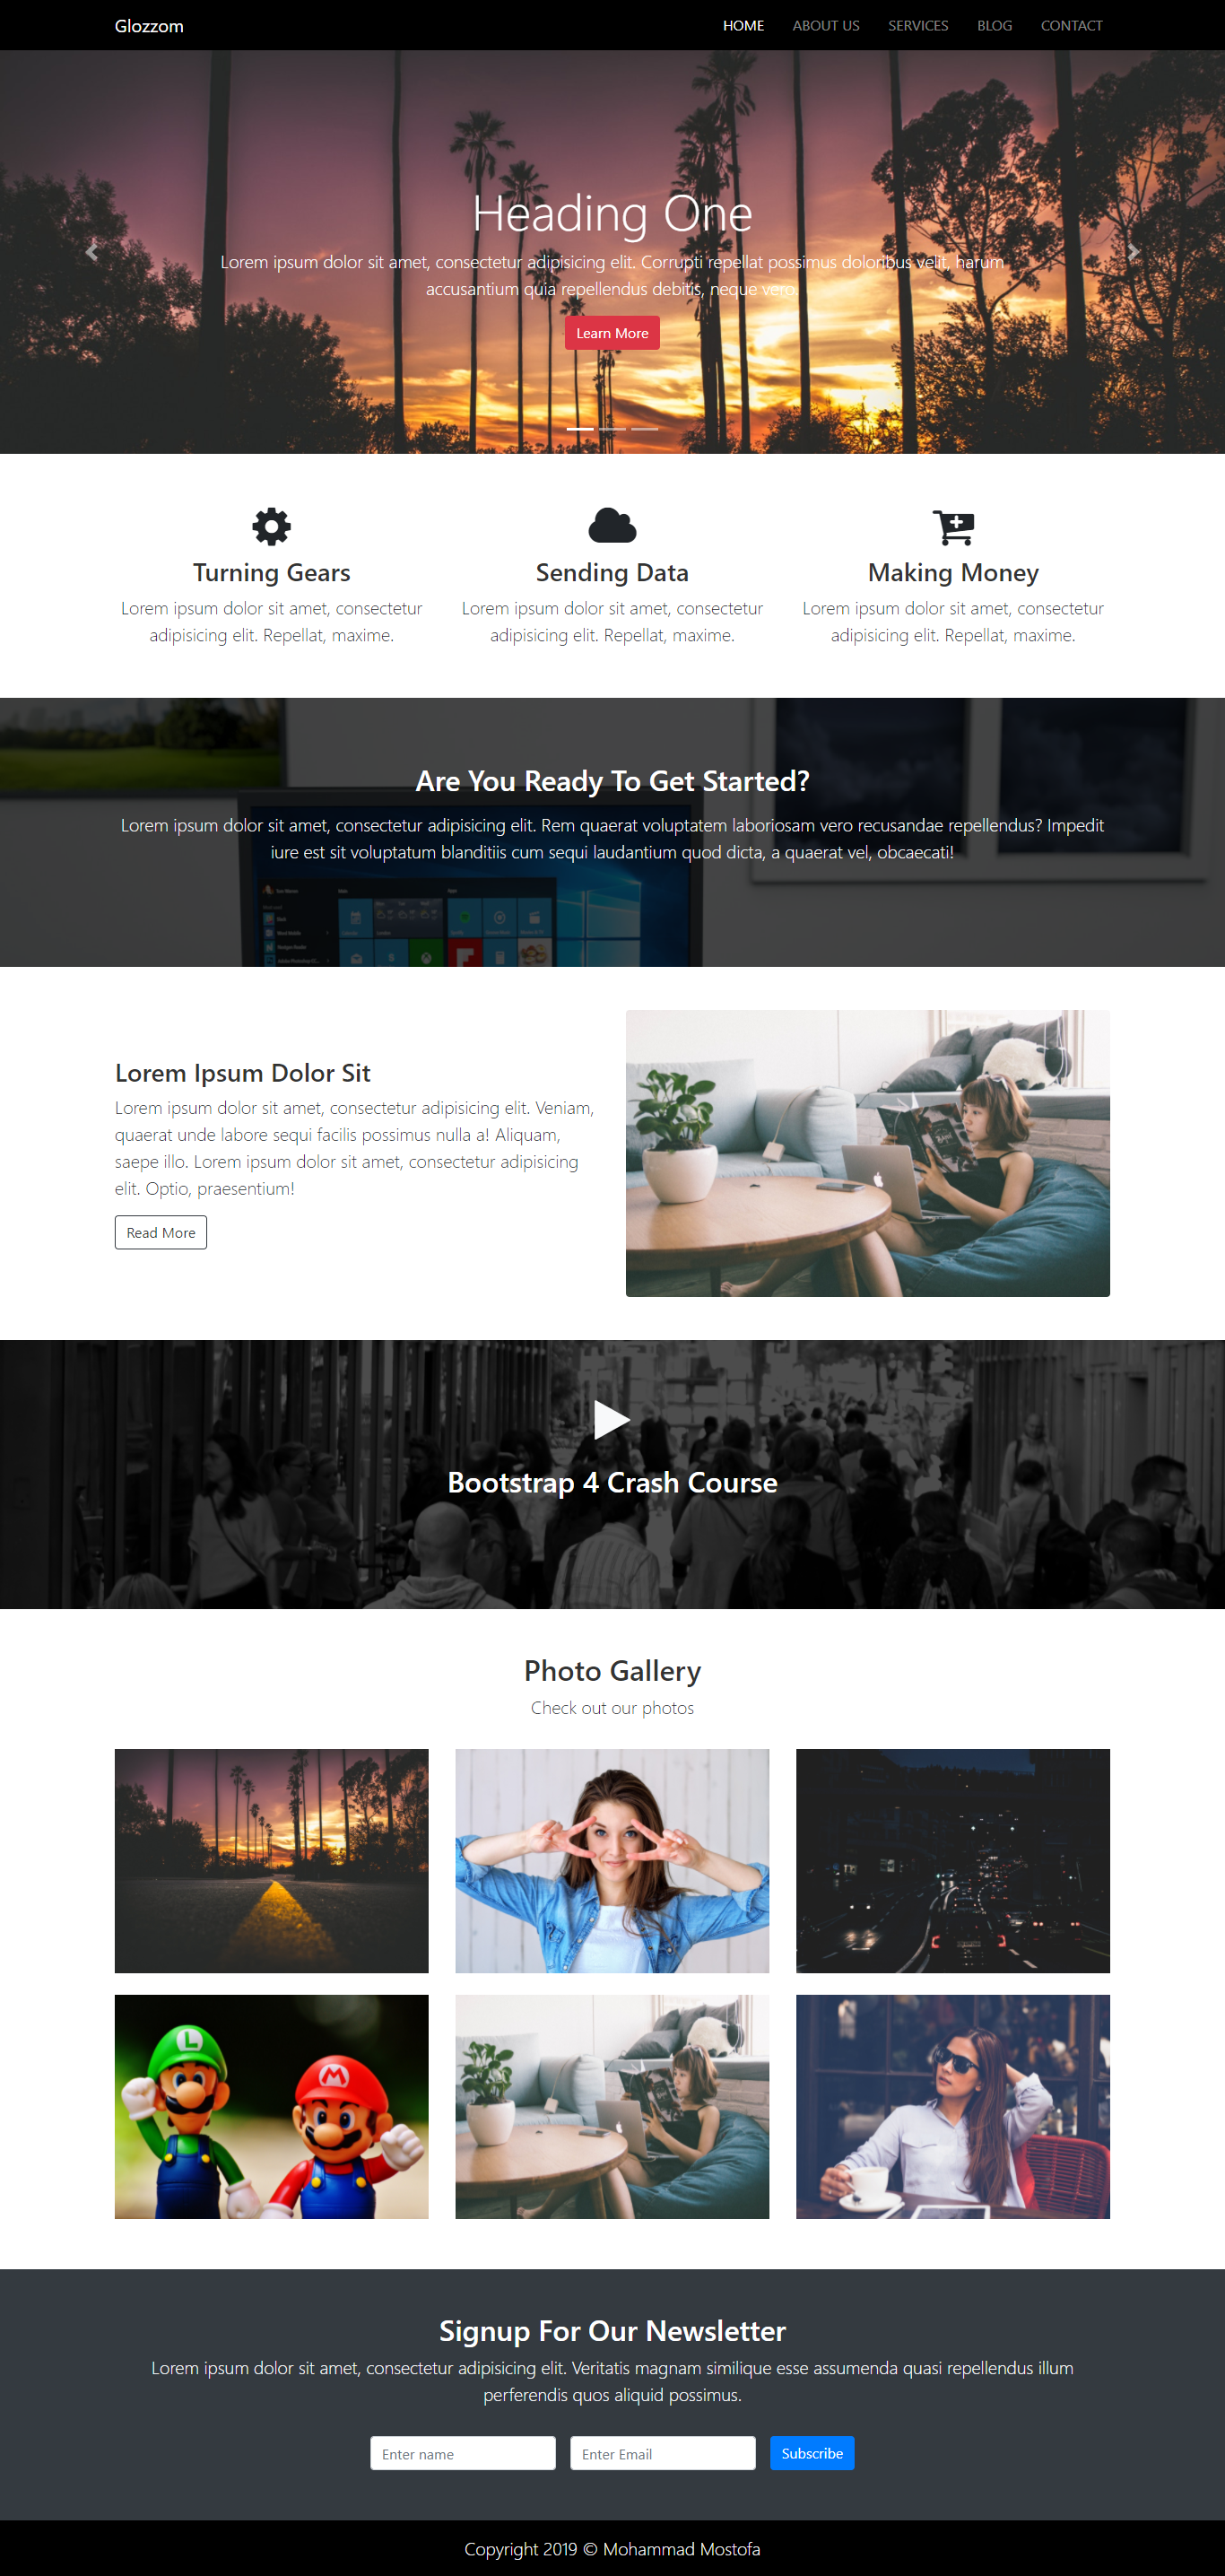 Glozzom
HOME ABOUT US SERVICES BLOG CONTACT
Heading One
Lorem ipsum dolor sit amet, consectetur adipisicing elit. Corrupti repellat possimus doloribus velit, harum
accusantium quia repellendus debitis, neque vero.
Learn More
Turning Gears
Lorem ipsum dolor sit amet, consectetur
adipisicing elit. Repellat, maxime.
Sending Data
Lorem ipsum dolor sit amet, consectetur
adipisicing elit. Repellat, maxime.
Making Money
Lorem ipsum dolor sit amet, consectetur
adipisicing elit. Repellat, maxime.
Are You Ready To Get Started?
Lorem ipsum dolor sit amet, consectetur adipisicing elit. Rem quaerat voluptatem laboriosam vero recusandae repellendus? Impedit
iure est sit voluptatum blanditiis cum sequi laudantium quod dicta, a quaerat vel, obcaecati!
Lorem Ipsum Dolor Sit
Lorem ipsum dolor sit amet, consectetur adipisicing elit. Veniam,
quaerat unde labore sequi facilis possimus nulla a! Aliquam,
saepe illo. Lorem ipsum dolor sit amet, consectetur adipisicing
elit. Optio, praesentium!
Read More
Bootstrap 4 Crash Course
Photo Gallery
Check out our photos
L
M
Signup For Our Newsletter
Lorem ipsum dolor sit amet, consectetur adipisicing elit. Veritatis magnam similique esse assumenda quasi repellendus illum
perferendis quos aliquid possimus.
Enter name
Enter Email
Subscribe
Copyright 2019 © Mohammad Mostofa